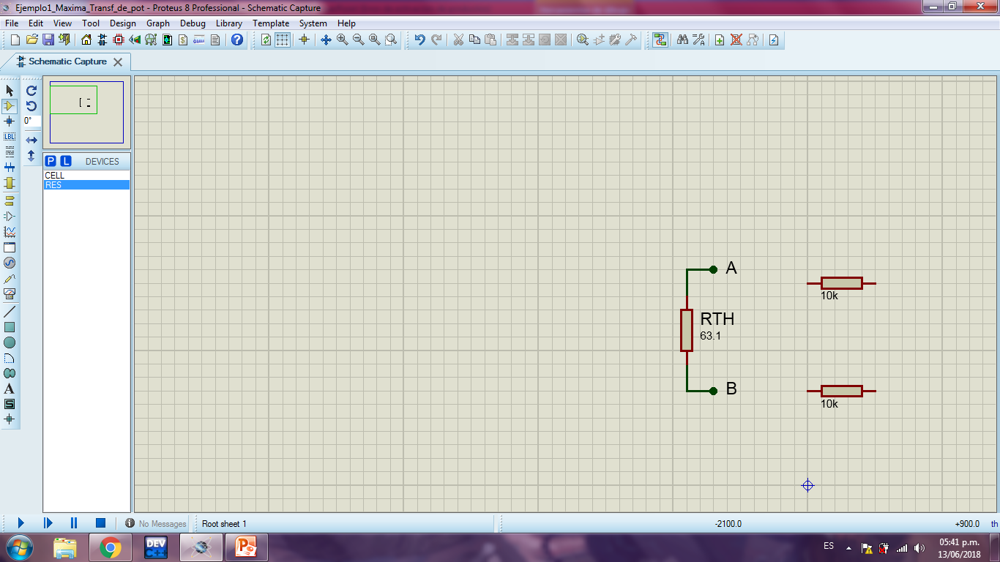 Ejemplo1_Maxima_Transf_de_pot - Proteus 8 Professional - Schematic Capture
File Edit View Tool Design Graph Debug Library Template System Help
Schematic Capture
0°
LBL
P L DEVICES
CELL
RES
A
10k
RTH
63.1
B
10k
A
S
No Messages
Root sheet 1
-2100.0
+900.0
th
DEV
C++
ES
05:41 p.m.
13/06/2018